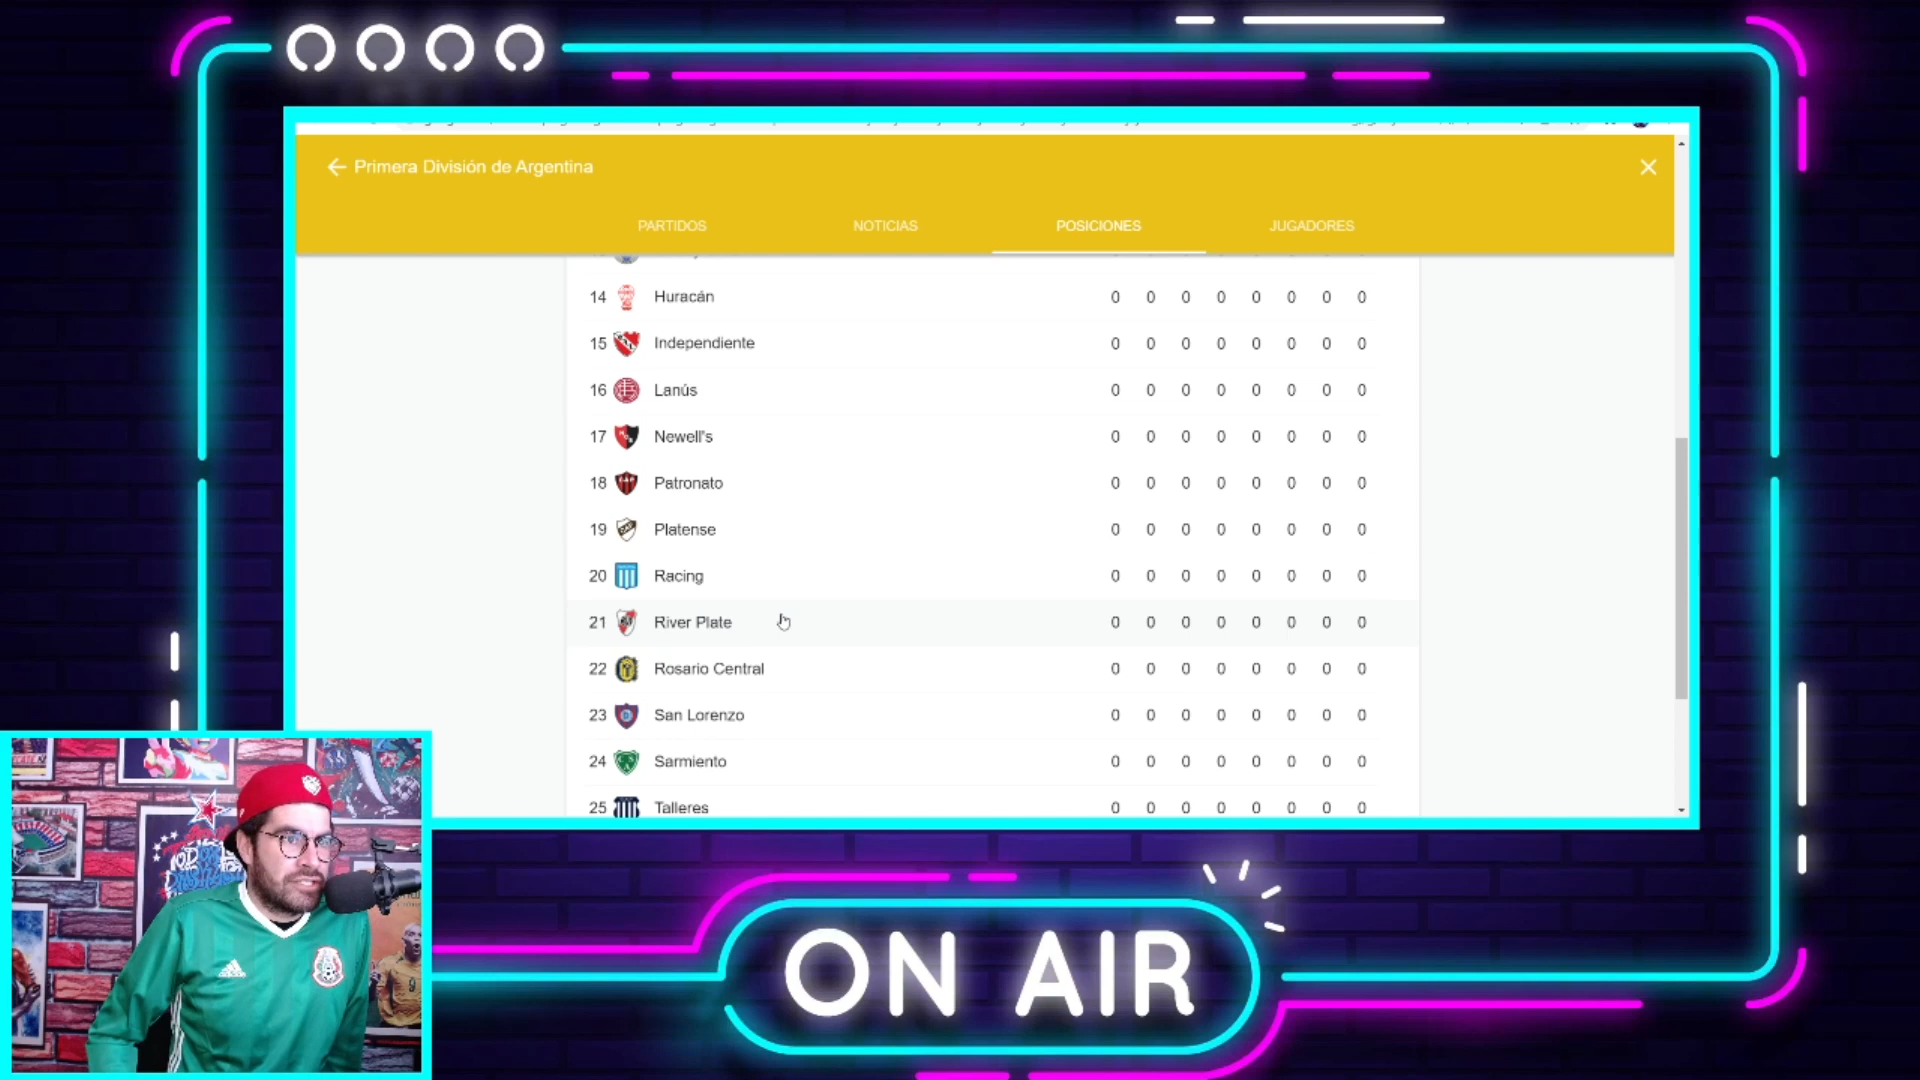 Primera División de Argentina
PARTIDOS NOTICIAS POSICIONES JUGADORES
14 Huracán 0 0 0 0 0 0 0 0
15 Independiente 0 0 0 0 0 0 0 0
16 Lanús 0 0 0 0 0 0 0 0
17 Newell's 0 0 0 0 0 0 0 0
18 Patronato 0 0 0 0 0 0 0 0
19 Platense 0 0 0 0 0 0 0 0
20 Racing 0 0 0 0 0 0 0 0
21 River Plate 0 0 0 0 0 0 0 0
22 Rosario Central 0 0 0 0 0 0 0 0
23 San Lorenzo 0 0 0 0 0 0 0 0
24 Sarmiento 0 0 0 0 0 0 0 0
25 Talleres 0 0 0 0 0 0 0 0
adidas
ON AIR